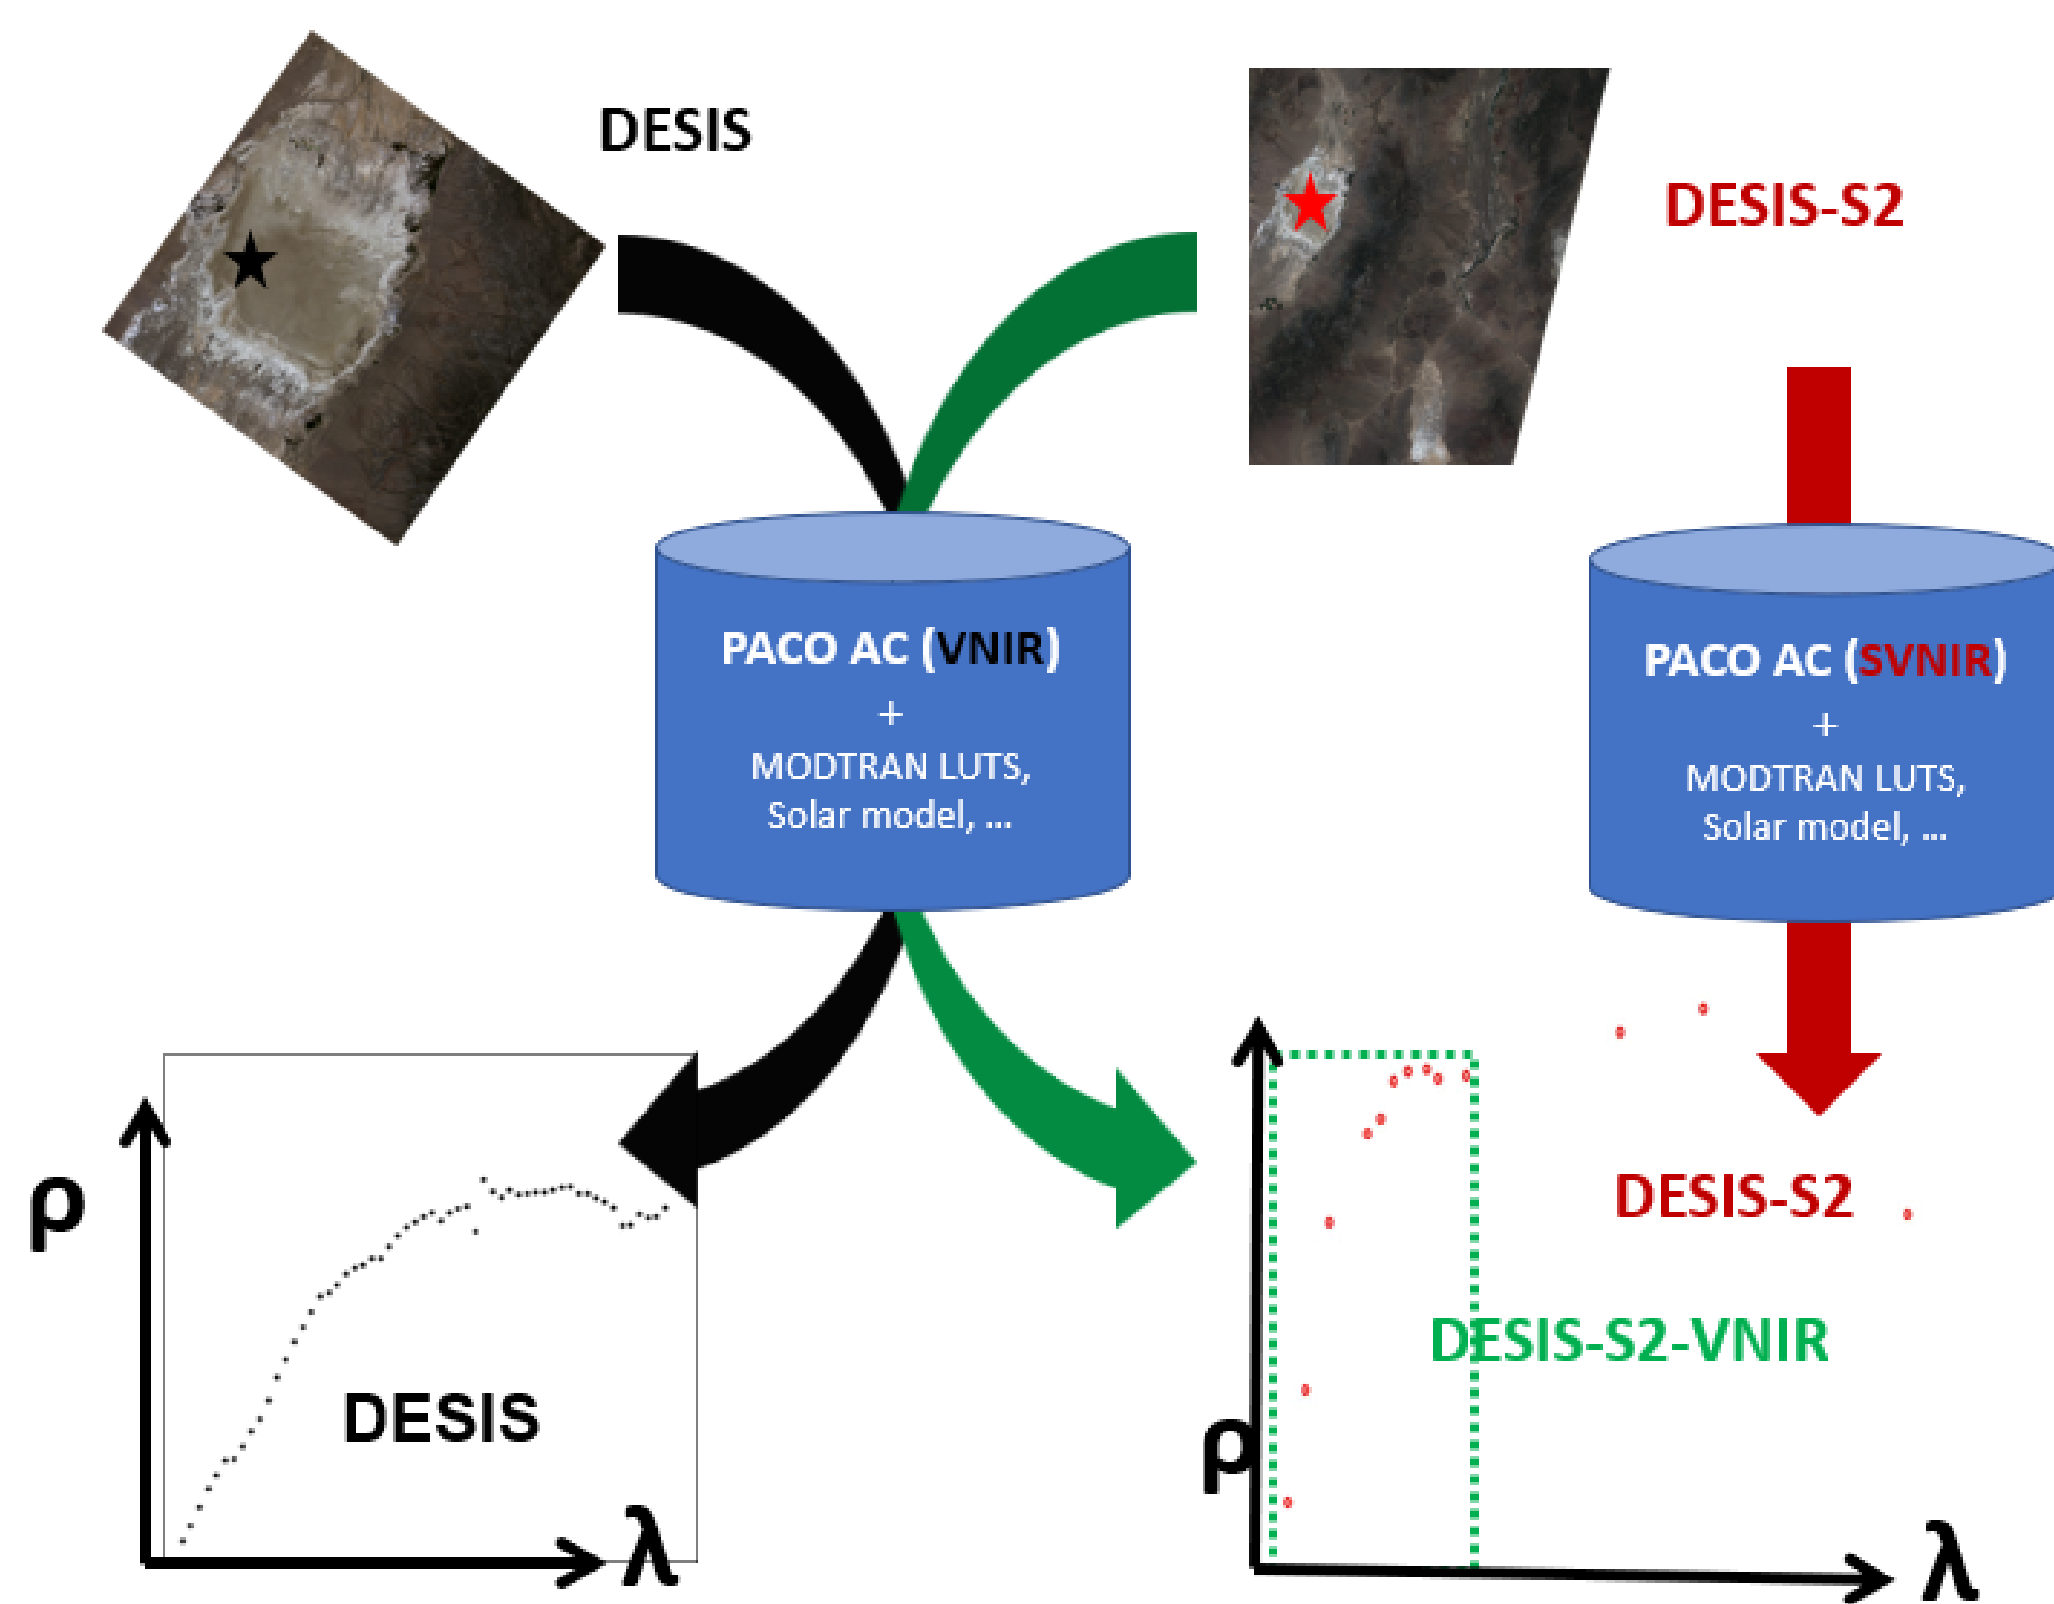 DESIS
DESIS-S2
PACO AC (VNIR)
+
MODTRAN LUTS,
Solar model, ...
PACO AC (SVNIR)
+
MODTRAN LUTS,
Solar model, ...
ρ
DESIS
λ
DESIS-S2
DESIS-S2-VNIR
ρ
λ